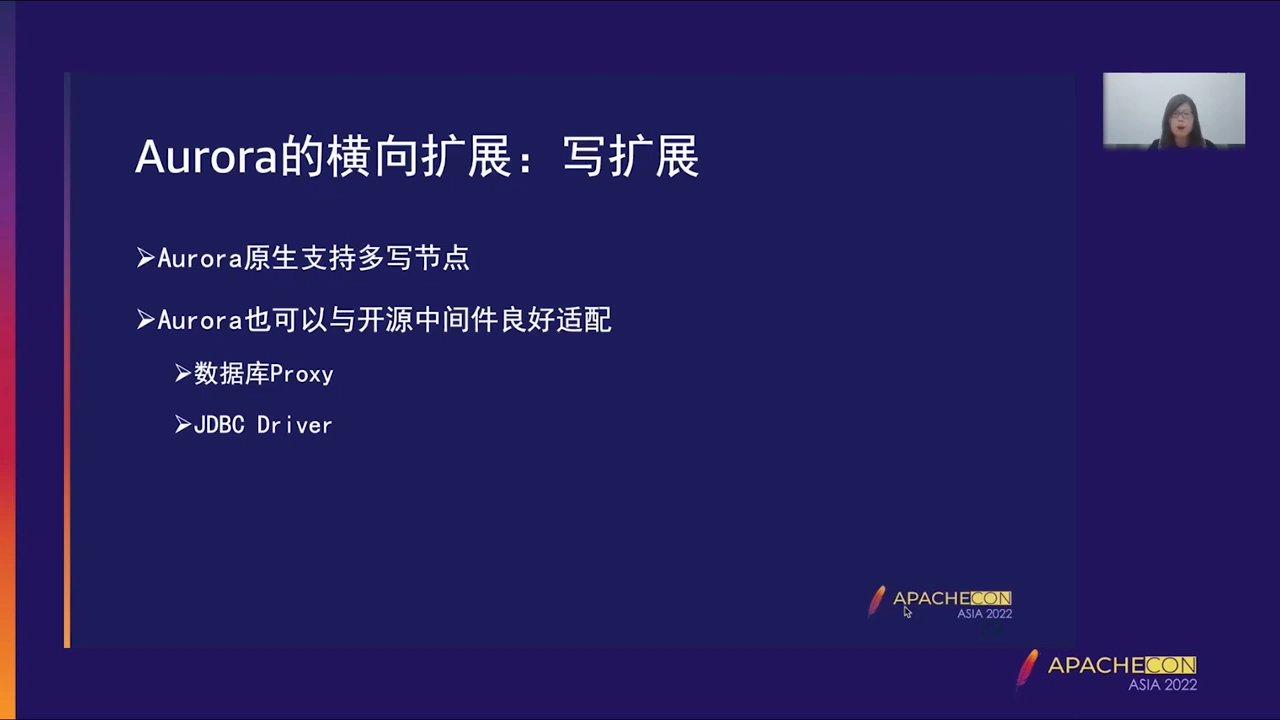 Aurora的横向扩展：写扩展
➢Aurora原生支持多写节点
➢Aurora也可以与开源中间件良好适配
➢数据库Proxy
➢JDBC Driver
APACHECON
ASIA 2022
APACHECON
ASIA 2022